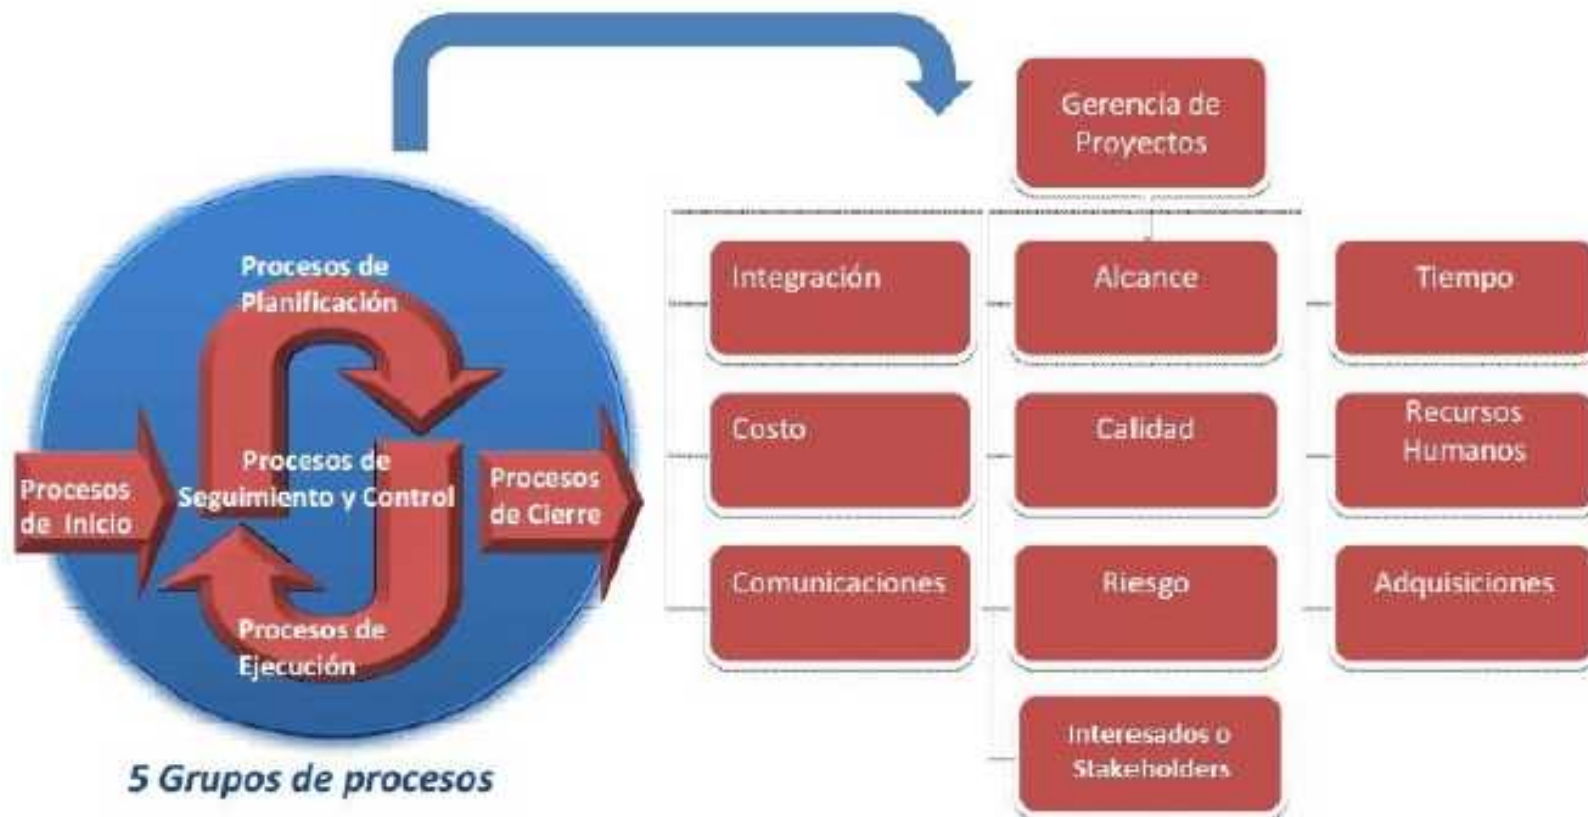 Procesos de
Planificación
Procesos
de Inicio
Procesos de
Seguimiento y Control
Procesos
de Cierre
Procesos de
Ejecución
5 Grupos de procesos
Gerencia de
Proyectos
Integración
Alcance
Tiempo
Costo
Calidad
Recursos
Humanos
Comunicaciones
Riesgo
Adquisiciones
Interesados o
Stakeholders